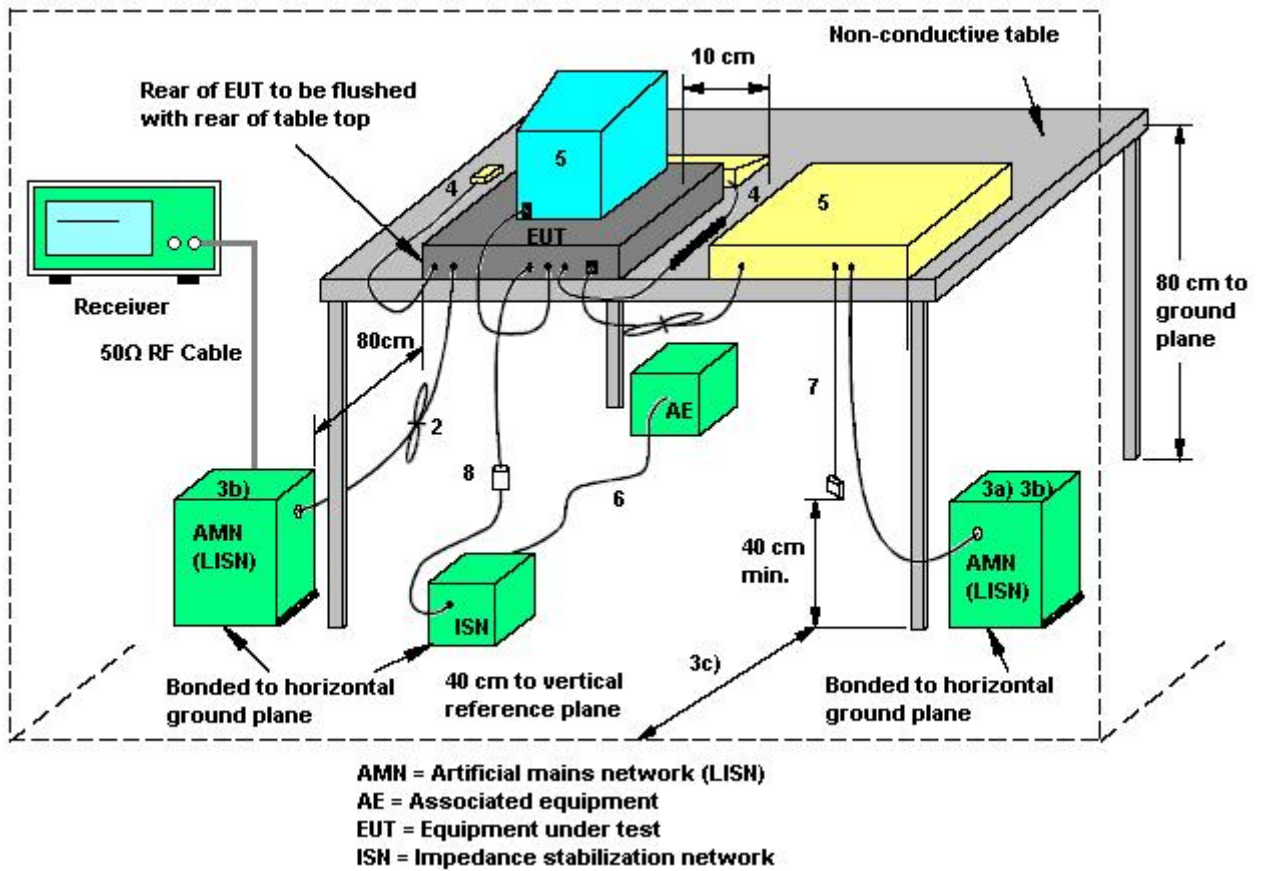 Non-conductive table
10 cm
Rear of EUT to be flushed
with rear of table top
5
4
4
5
EUT
Receiver
80 cm to
ground
plane
50Ω RF Cable
80cm
7
AE
2
8
3b)
6
3a) 3b)
AMN
(LISN)
40 cm
min.
AMN
(LISN)
ISN
3c)
Bonded to horizontal
ground plane
40 cm to vertical
reference plane
Bonded to horizontal
ground plane
AMN = Artificial mains network (LISN)
AE = Associated equipment
EUT = Equipment under test
ISN = Impedance stabilization network